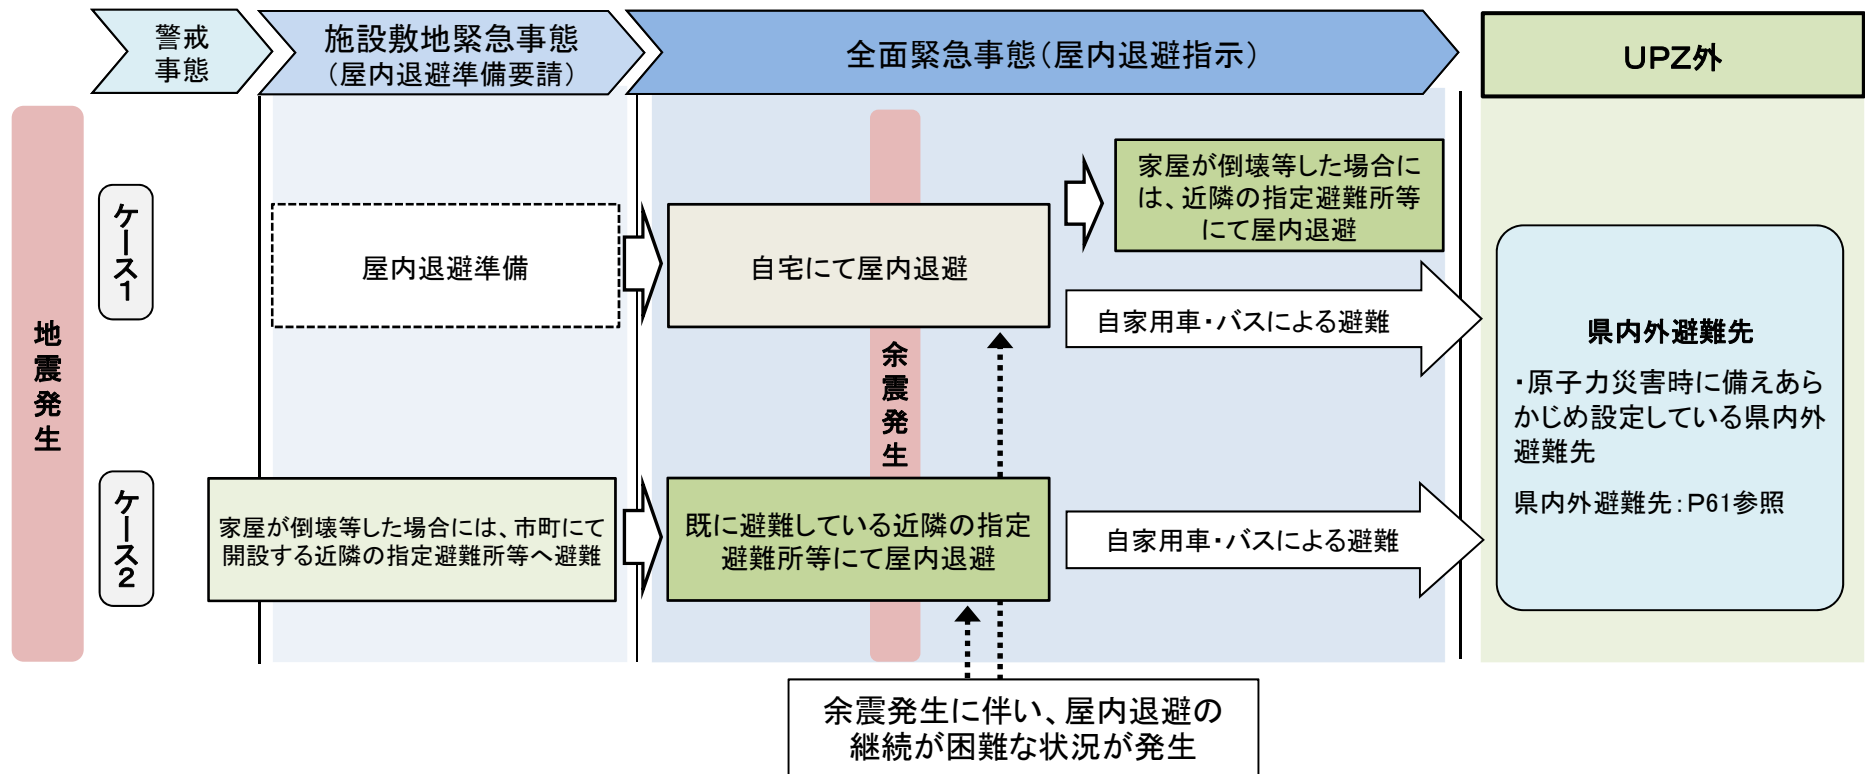 警戒
事態
施設敷地緊急事態
（屋内退避準備要請）
全面緊急事態（屋内退避指示）
UPZ外
地震発生
ケース1
屋内退避準備
自宅にて屋内退避
家屋が倒壊等した場合に
は、近隣の指定避難所等
にて屋内退避
自家用車・バスによる避難
余震発生
県内外避難先
・原子力災害時に備えあら
かじめ設定している県内外
避難先
県内外避難先：P61参照
ケース2
家屋が倒壊等した場合には、市町にて
開設する近隣の指定避難所等へ避難
既に避難している近隣の指定
避難所等にて屋内退避
自家用車・バスによる避難
余震発生に伴い、屋内退避の
継続が困難な状況が発生